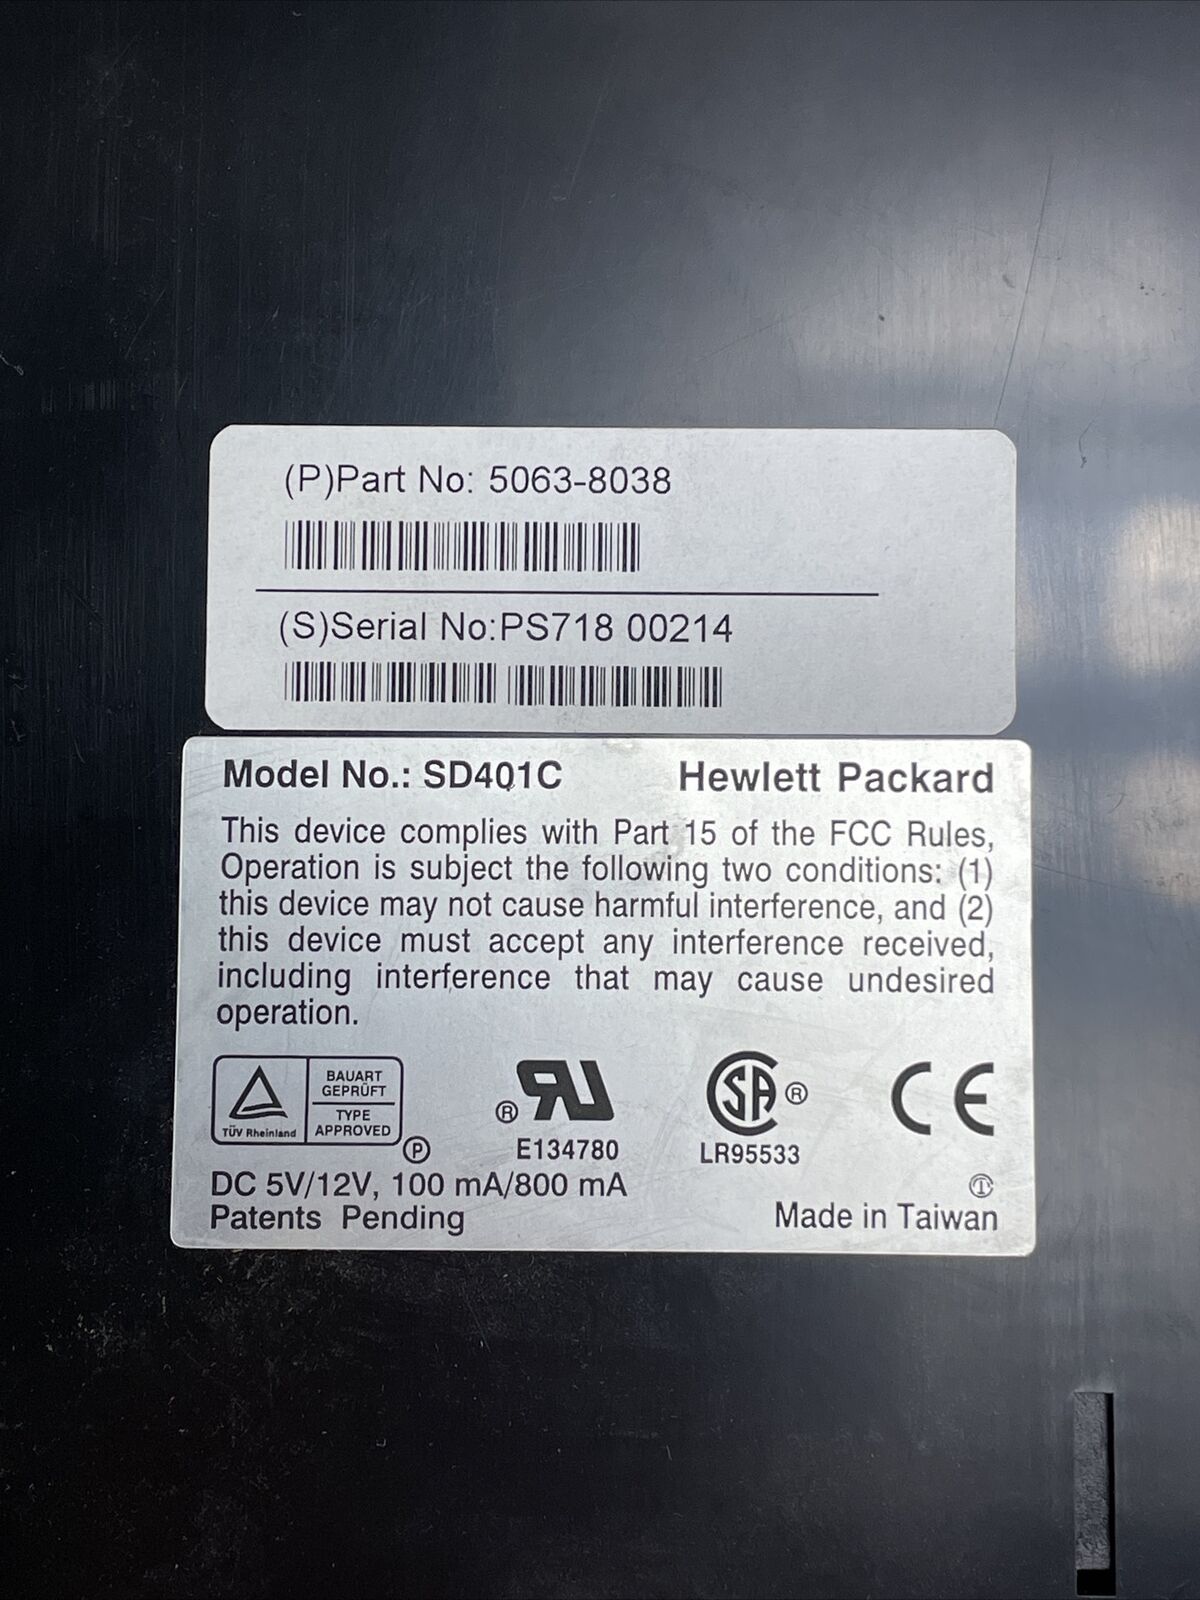 (P)Part No: 5063-8038
(S)Serial No:PS718 00214
Model No.: SD401C Hewlett Packard
This device complies with Part 15 of the FCC Rules,
Operation is subject the following two conditions: (1)
this device may not cause harmful interference, and (2)
this device must accept any interference received,
including interference that may cause undesired
operation.
BAUART
GEPRÜFT
TYPE
APPROVED
TÜV Rheinland
P
® RU
E134780
SA ®
LR95533
CE
DC 5V/12V, 100 mA/800 mA
Patents Pending
T
Made in Taiwan